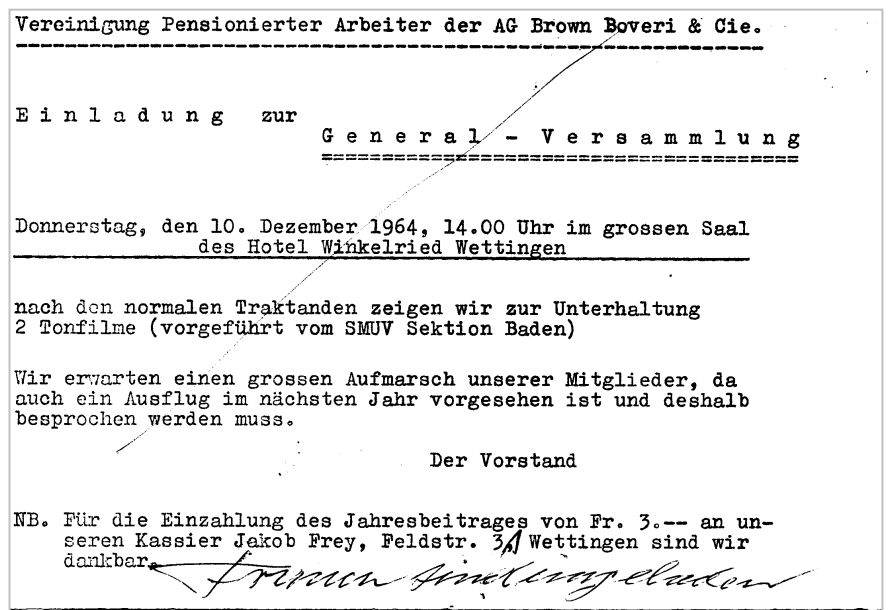 Vereinigung Pensionierter Arbeiter der AG Brown Boveri & Cie.
Einladung zur
General - Versammlung
Donnerstag, den 10. Dezember 1964, 14.00 Uhr im grossen Saal
des Hotel Winkelried Wettingen
nach den normalen Traktanden zeigen wir zur Unterhaltung
2 Tonfilme (vorgeführt vom SMUV Sektion Baden)
Wir erwarten einen grossen Aufmarsch unserer Mitglieder, da
auch ein Ausflug im nächsten Jahr vorgesehen ist und deshalb
besprochen werden muss.
Der Vorstand
NB. Für die Einzahlung des Jahresbeitrages von Fr. 3.-- an un-
seren Kassier Jakob Frey, Feldstr. 3A Wettingen sind wir
dankbar.
Frauen sind eingeladen